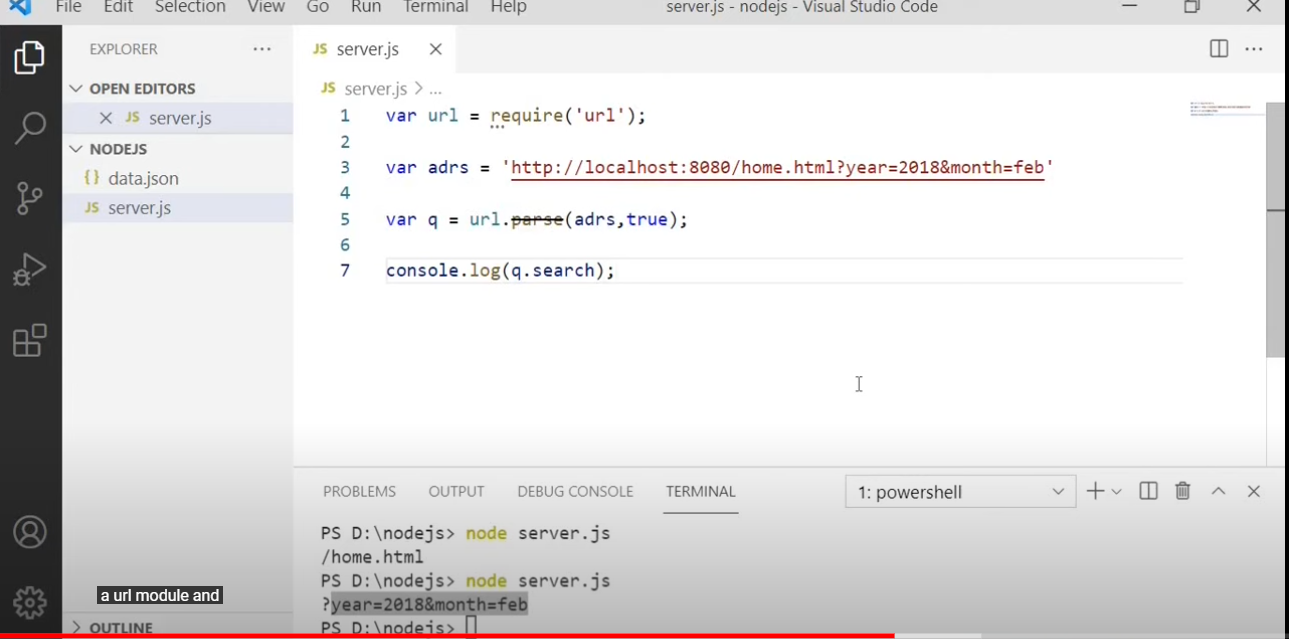 File Edit Selection View Go Run Terminal Help server.js - nodejs - Visual Studio Code
EXPLORER ...
JS server.js
OPEN EDITORS
JS server.js > ...
JS server.js
NODEJS
{} data.json
JS server.js
1 var url = require('url');
2
3 var adrs = 'http://localhost:8080/home.html?year=2018&month=feb'
4
5 var q = url.parse(adrs,true);
6
7 console.log(q.search);
PROBLEMS OUTPUT DEBUG CONSOLE TERMINAL 1: powershell
PS D:\nodejs> node server.js
/home.html
PS D:\nodejs> node server.js
?year=2018&month=feb
PS D:\nodejs>
a url module and
OUTLINE